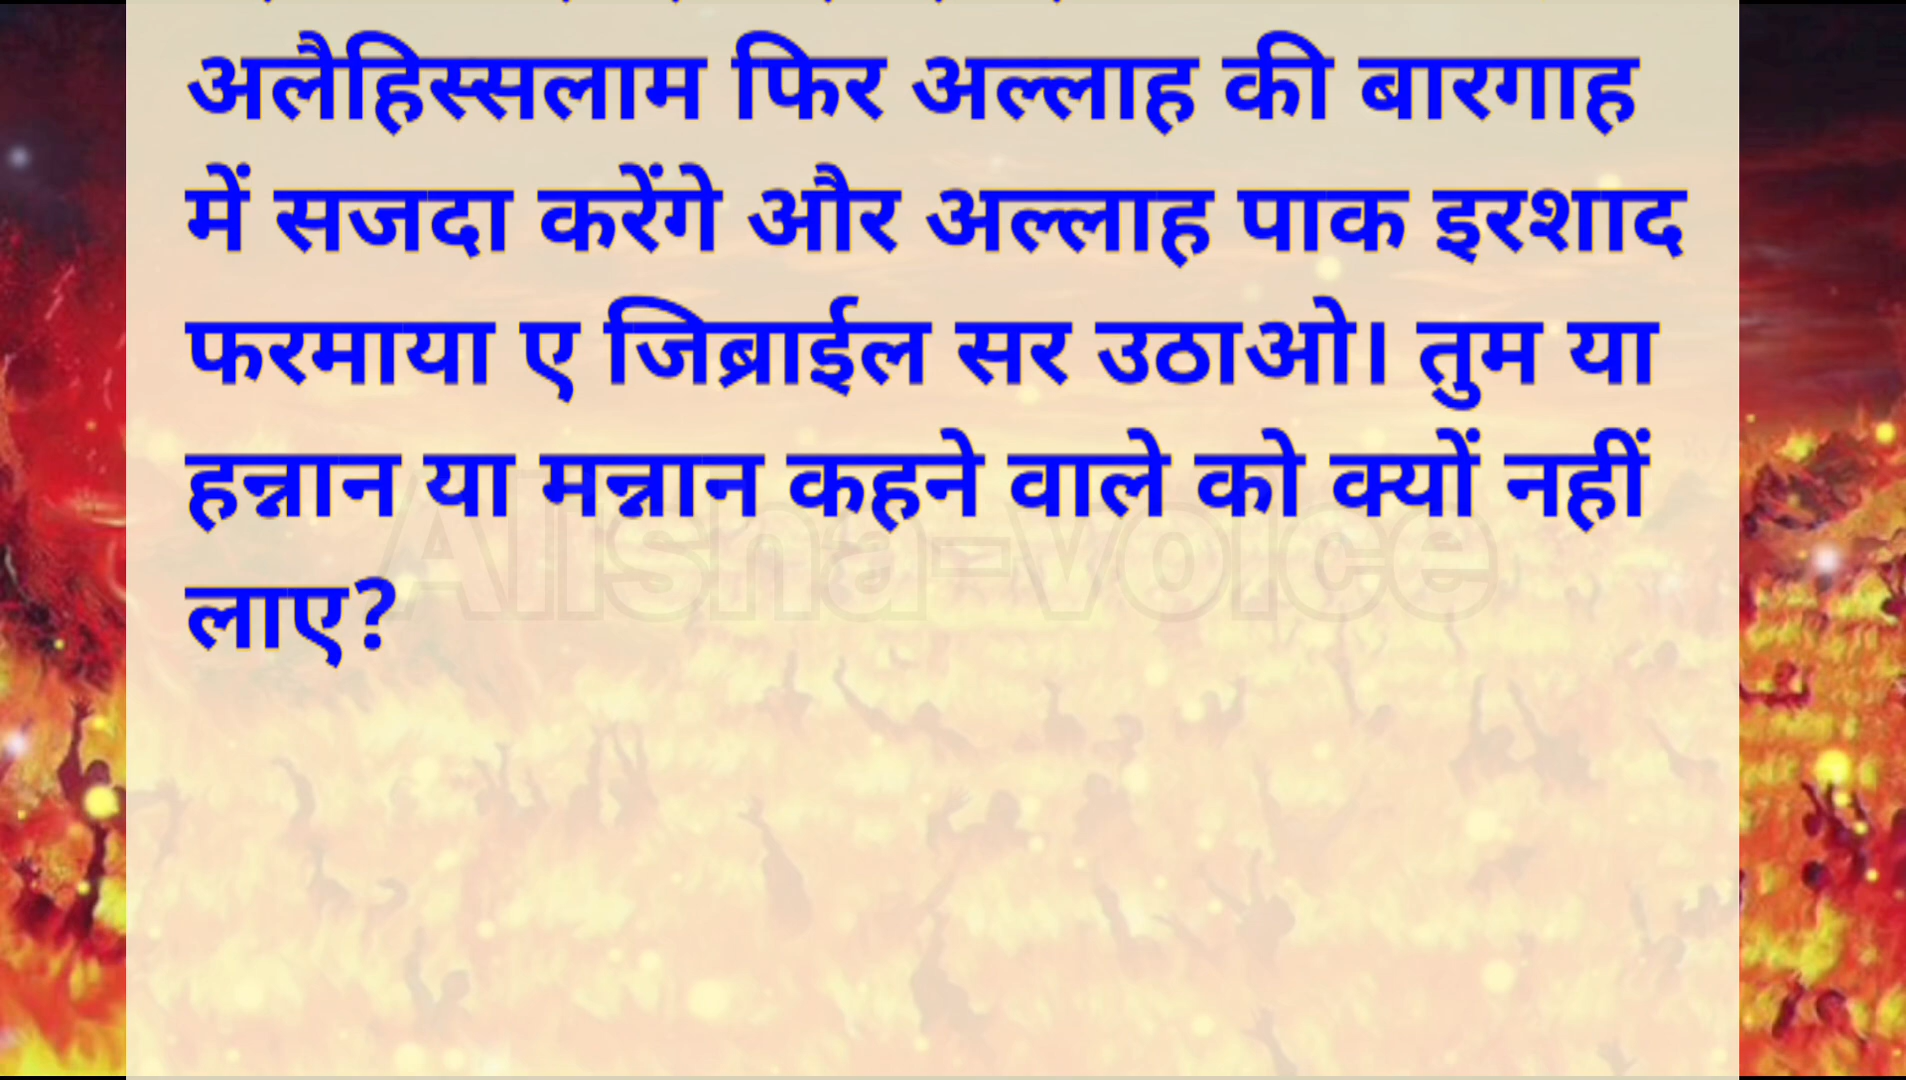 अलैहिस्सलाम फिर अल्लाह की बारगाह
में सजदा करेंगे और अल्लाह पाक इरशाद
फरमाया ए जिब्राईल सर उठाओ। तुम या
हन्नान या मन्नान कहने वाले को क्यों नहीं
लाए?
Alisha-voice